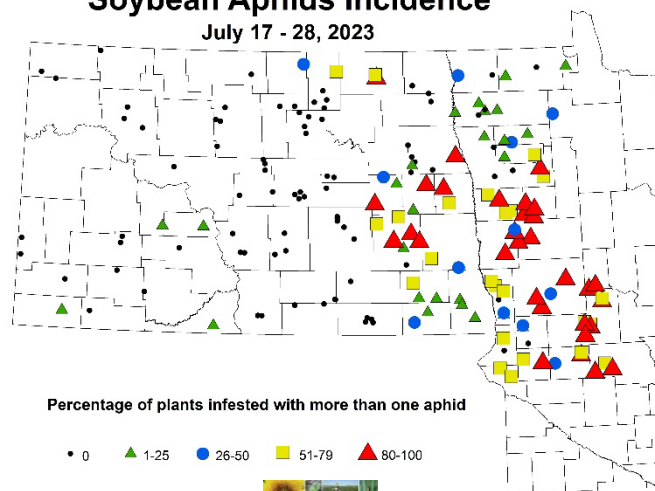 Soybean Aphids Incidence
July 17 - 28, 2023
Percentage of plants infested with more than one aphid
0 1-25 26-50 51-79 80-100